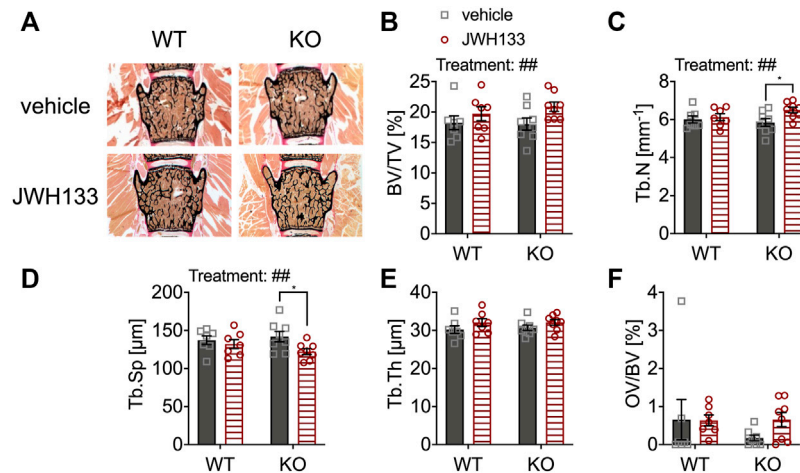 A
WT
KO
vehicle
JWH133
vehicle
JWH133
B
Treatment: ##
BV/TV [%]
25
20
15
10
5
0
WT
KO
C
Treatment: ##
*
Tb.N [mm⁻¹]
8
6
4
2
0
WT
KO
D
Treatment: ##
*
Tb.Sp [µm]
200
150
100
50
0
WT
KO
E
Tb.Th [µm]
40
30
20
10
0
WT
KO
F
OV/BV [%]
4
3
2
1
0
WT
KO